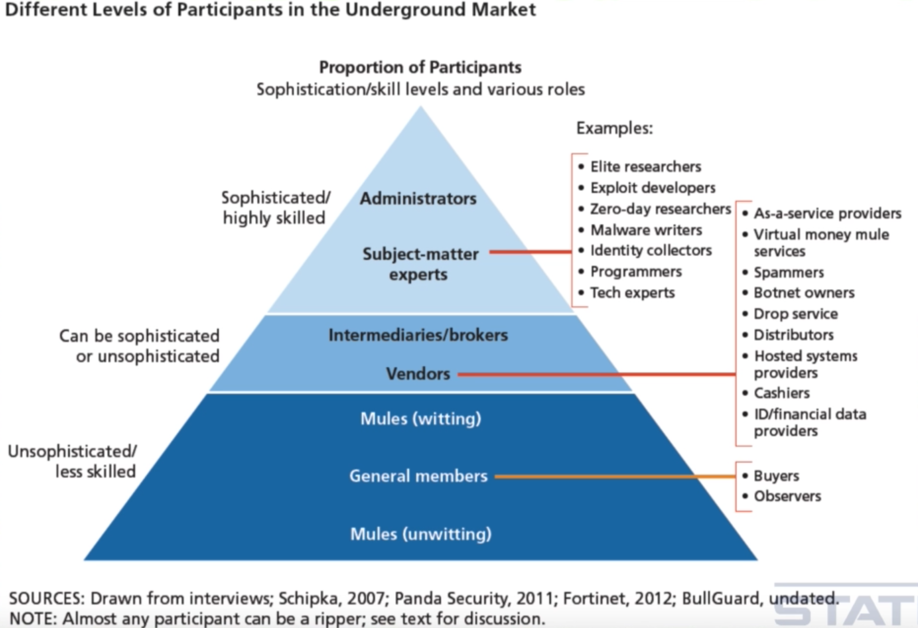 Different Levels of Participants in the Underground Market
Proportion of Participants
Sophistication/skill levels and various roles
Examples:
Sophisticated/
highly skilled
Administrators
Subject-matter
experts
• Elite researchers
• Exploit developers
• Zero-day researchers
• Malware writers
• Identity collectors
• Programmers
• Tech experts
Can be sophisticated
or unsophisticated
Intermediaries/brokers
Vendors
• As-a-service providers
• Virtual money mule
services
• Spammers
• Botnet owners
• Drop service
• Distributors
• Hosted systems
providers
• Cashiers
• ID/financial data
providers
Unsophisticated/
less skilled
Mules (witting)
General members
Mules (unwitting)
• Buyers
• Observers
SOURCES: Drawn from interviews; Schipka, 2007; Panda Security, 2011; Fortinet, 2012; BullGuard, undated.
NOTE: Almost any participant can be a ripper; see text for discussion.
STAT